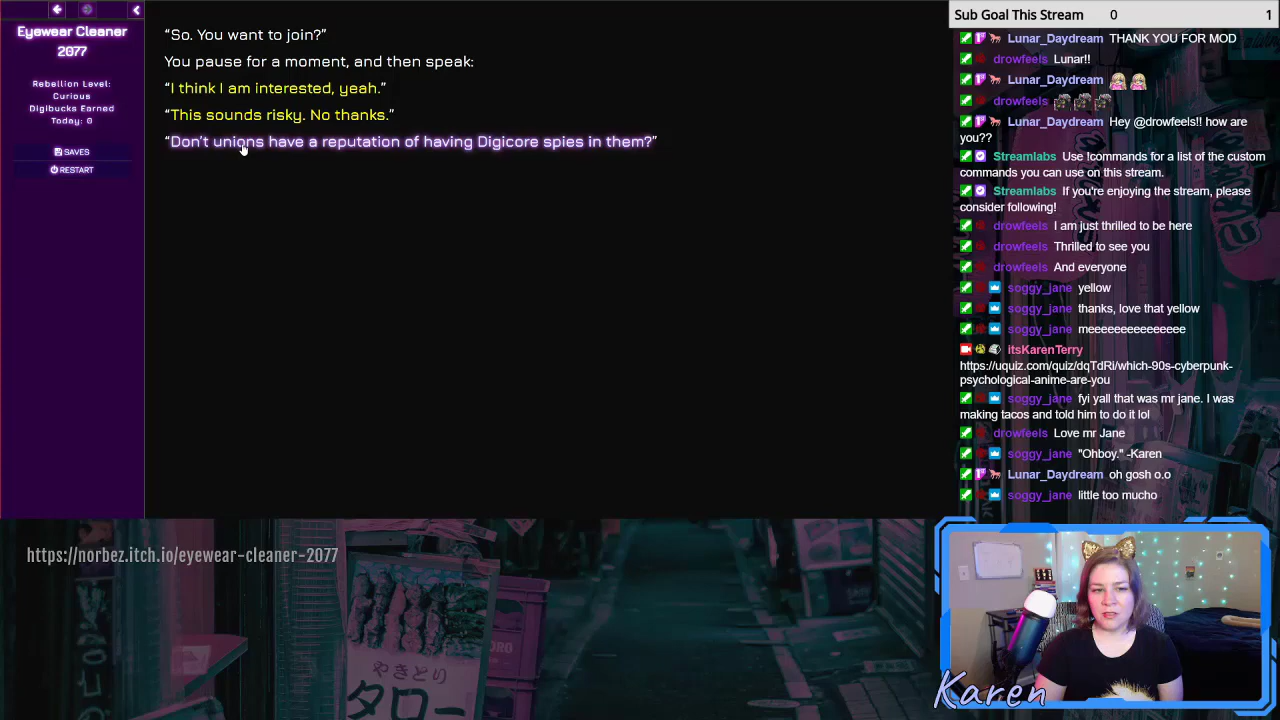 Eyewear Cleaner
2077
Rebellion Level:
Curious
Digibucks Earned
Today: 0
SAVES
RESTART
“So. You want to join?”
You pause for a moment, and then speak:
“I think I am interested, yeah.”
“This sounds risky. No thanks.”
“Don't unions have a reputation of having Digicore spies in them?”
Sub Goal This Stream 0 1
Lunar_Daydream THANK YOU FOR MOD
drowfeels Lunar!!
Lunar_Daydream
drowfeels
Lunar_Daydream Hey @drowfeels!! how are
you??
Streamlabs Use !commands for a list of the custom
commands you can use on this stream.
Streamlabs If you're enjoying the stream, please
consider following!
drowfeels I am just thrilled to be here
drowfeels Thrilled to see you
drowfeels And everyone
soggy_jane yellow
soggy_jane thanks, love that yellow
soggy_jane meeeeeeeeeeeeeee
itsKarenTerry
https://uquiz.com/quiz/dqTdRi/which-90s-cyberpunk-
psychological-anime-are-you
soggy_jane fyi yall that was mr jane. I was
making tacos and told him to do it lol
drowfeels Love mr Jane
soggy_jane "Ohboy." -Karen
Lunar_Daydream oh gosh o.o
soggy_jane little too mucho
https://norbez.itch.io/eyewear-cleaner-2077
やきとり
タロー
Karen